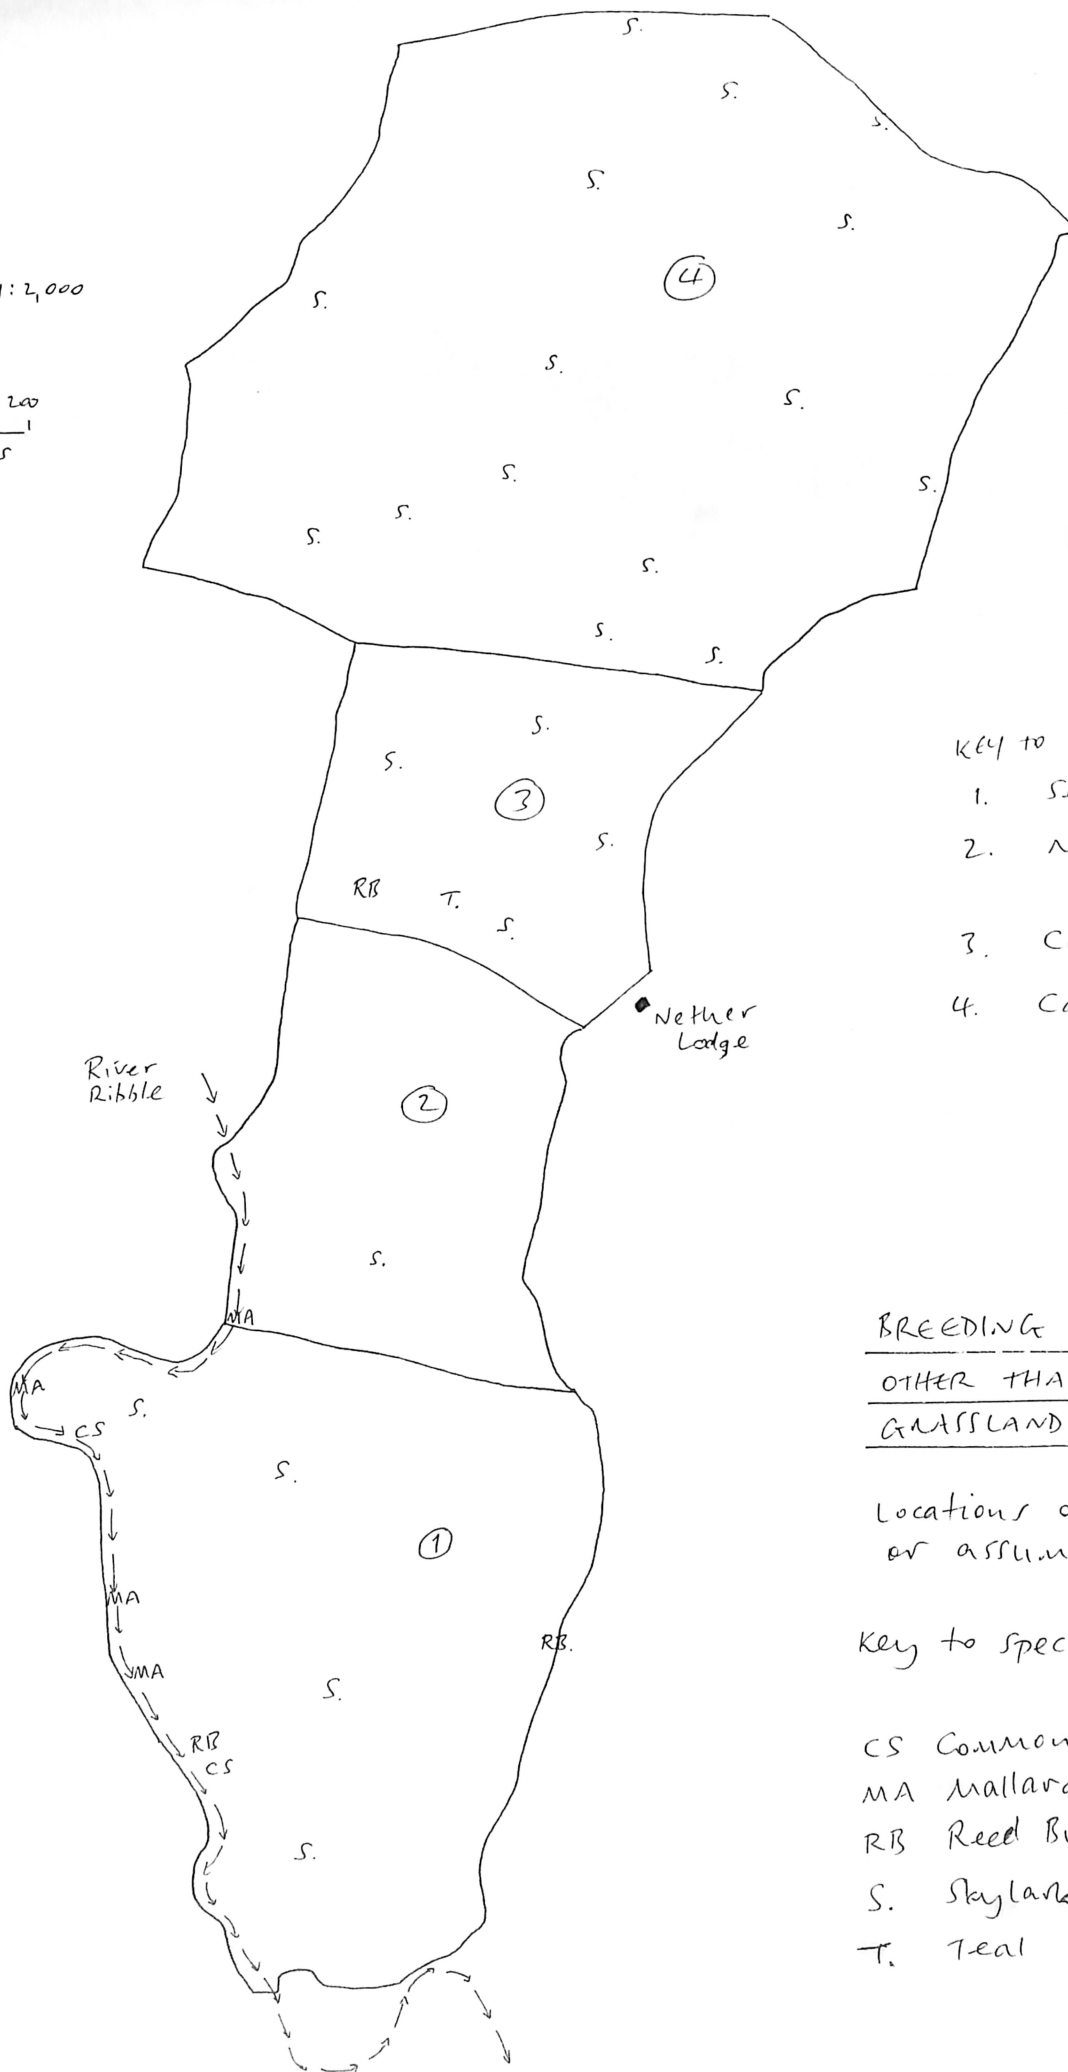 S.
S.
S.
S.
S.
4
1:2,000
S.
S.
200
S.
S.
S.
S.
S.
S.
S.
S.
S.
KEY to
S.
S.
1. S
3
2. N
S.
RB T.
S.
3. C
4. Co
Nether
Lodge
River
Ribble
2
S.
MA
BREEDING
MA
OTHER THA
S.
CS
GRASSLAND
S.
Locations o
1
or assum
MA
RB.
Key to spec
MA
S.
RB
CS Common
CS
MA Mallard
RB Reed Bu
S.
S. Skylark
T. Teal